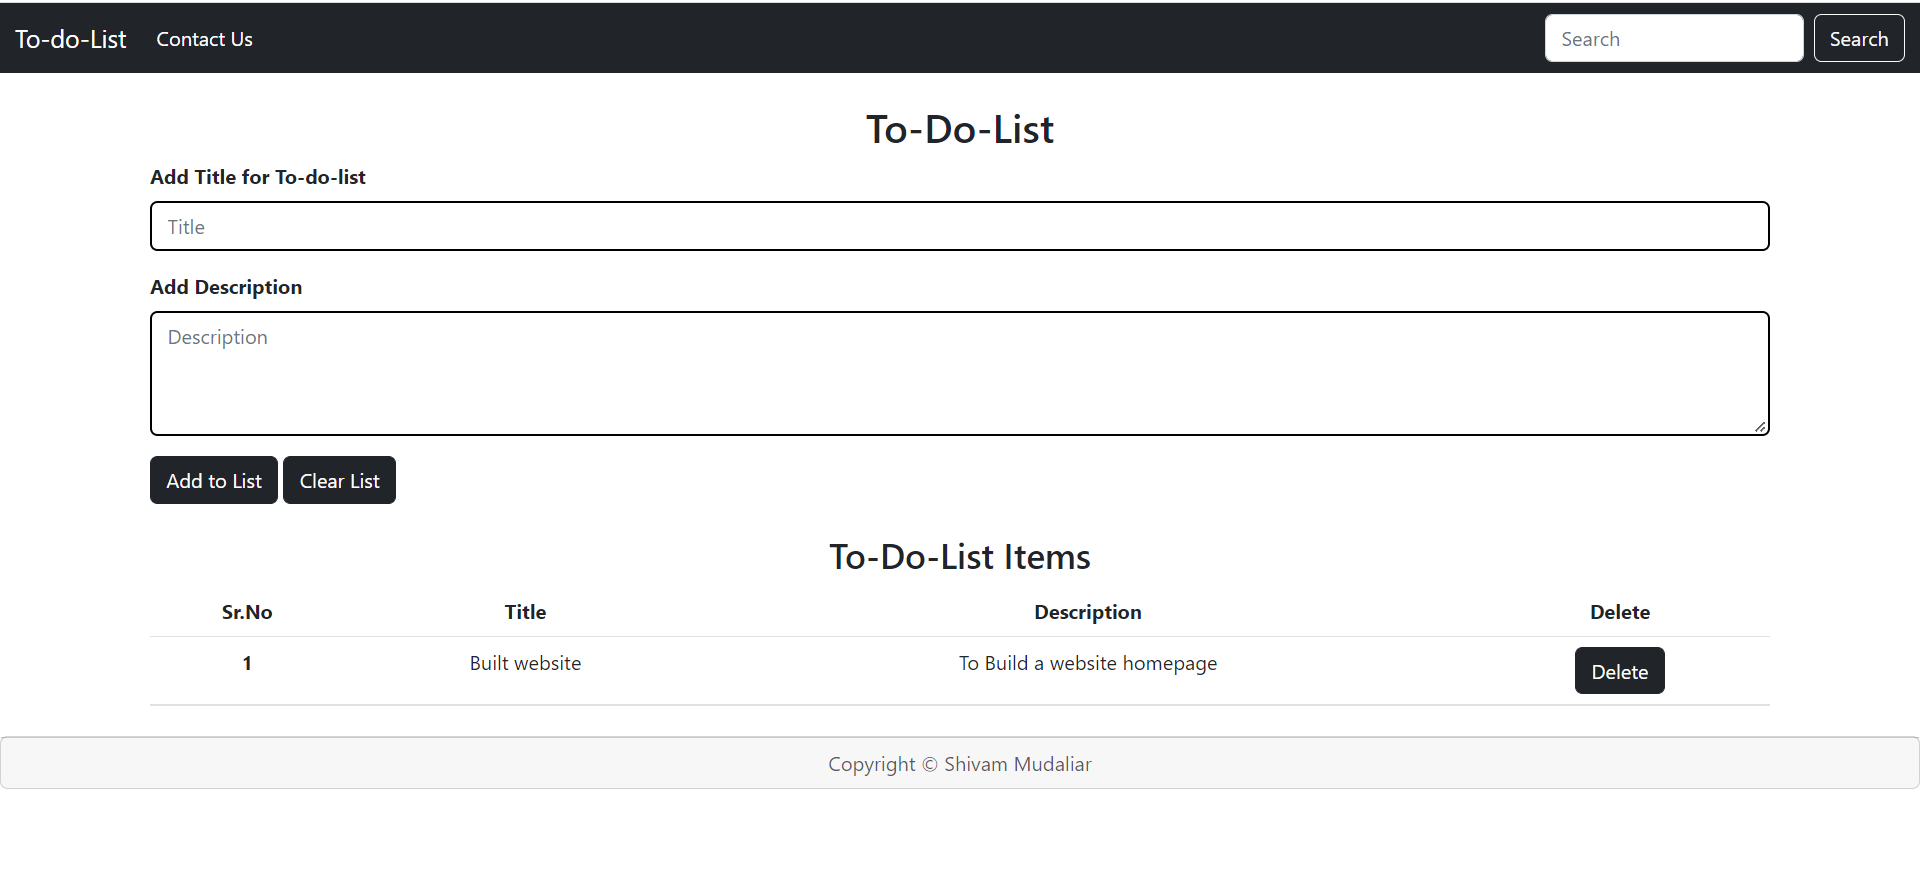 To-do-List Contact Us Search Search
To-Do-List
Add Title for To-do-list
Title
Add Description
Description
Add to List Clear List
To-Do-List Items
Sr.No Title Description Delete
1 Built website To Build a website homepage Delete
Copyright © Shivam Mudaliar